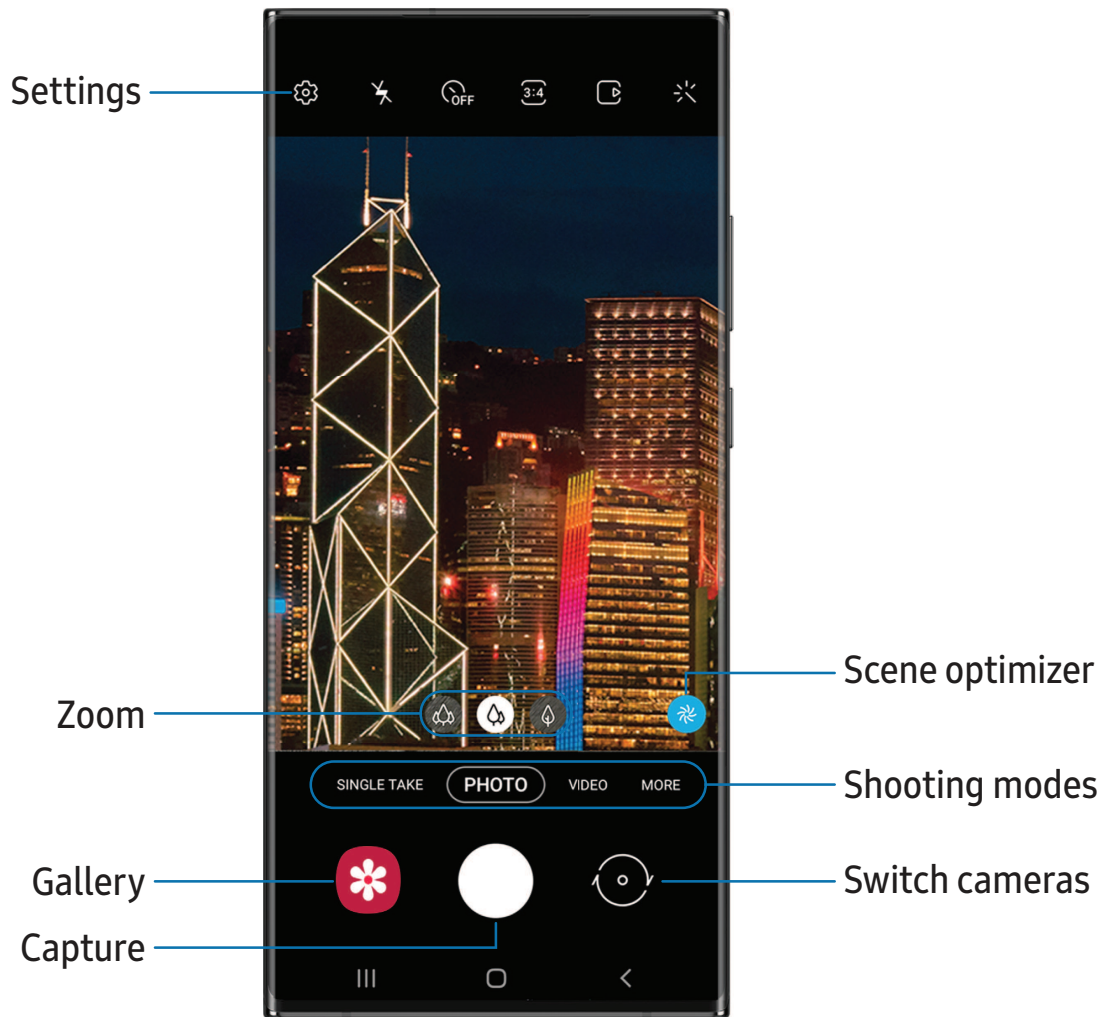 Settings
OFF
3:4
Zoom
Scene optimizer
SINGLE TAKE PHOTO VIDEO MORE
Shooting modes
Gallery
Switch cameras
Capture